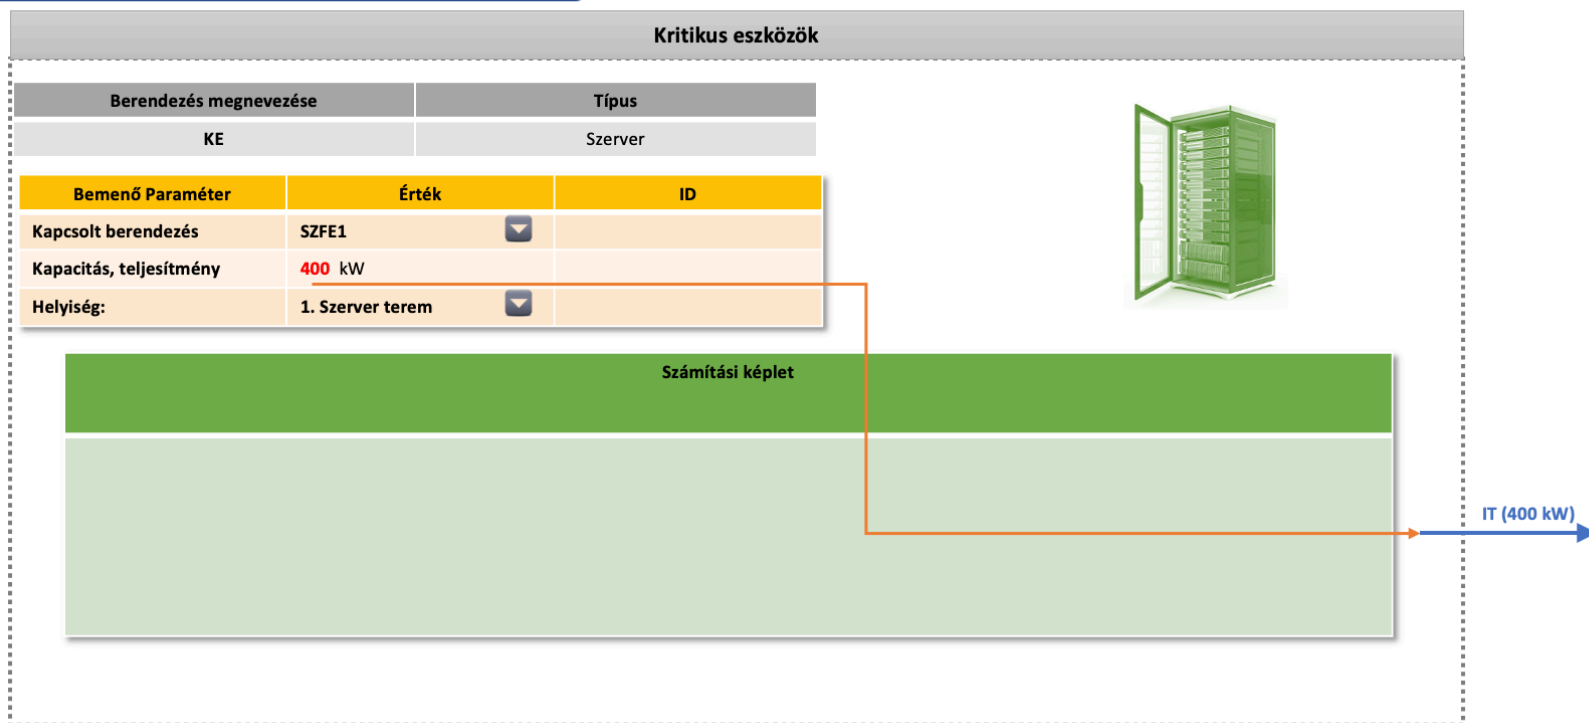 Kritikus eszközök
Berendezés megnevezése Típus
KE Szerver
Bemenő Paraméter Érték ID
Kapcsolt berendezés SZFE1
Kapacitás, teljesítmény 400 kW
Helyiség: 1. Szerver terem
Számítási képlet
IT (400 kW)